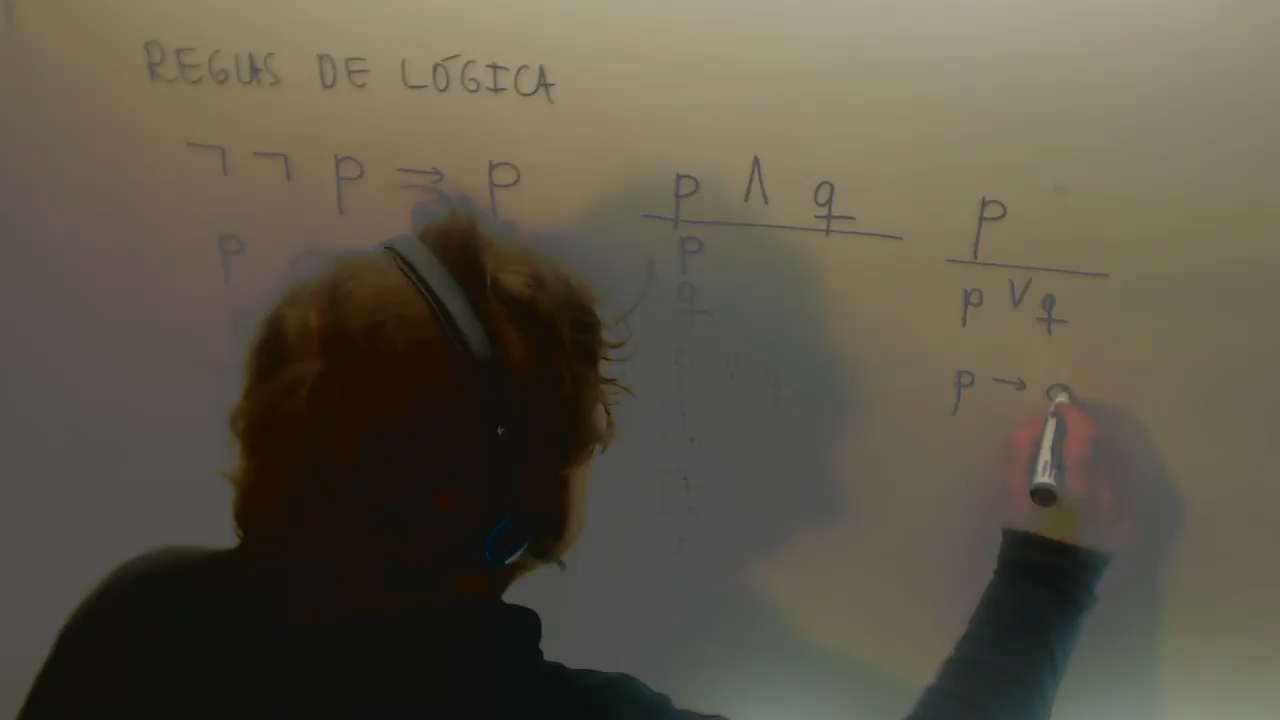 REGLAS DE LÓGICA
¬ ¬ p → p
p
p ∧ q
p
q
p ∨ q
p
p ∨ q
p →